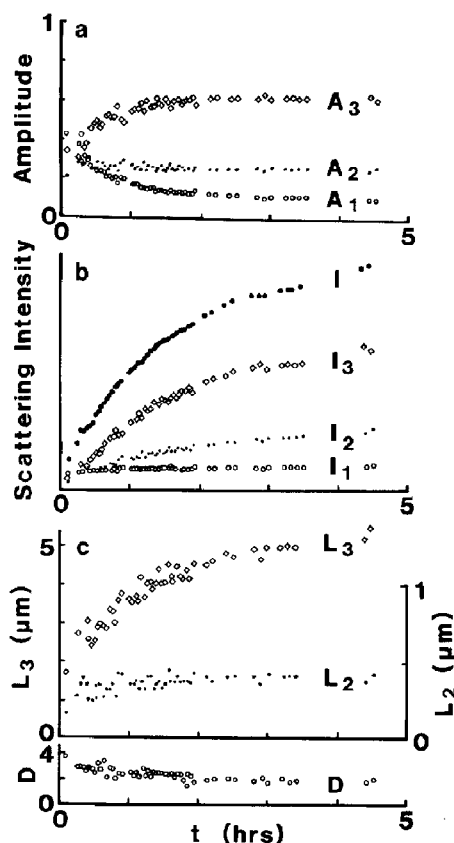 1
a
Amplitude
A3
A2
A1
0
0
5
b
Scattering Intensity
I
I3
I2
I1
0
5
c
5
L3 (μm)
L3
L2
0
1
L2 (μm)
0
4
D
D
0
0
5
t (hrs)